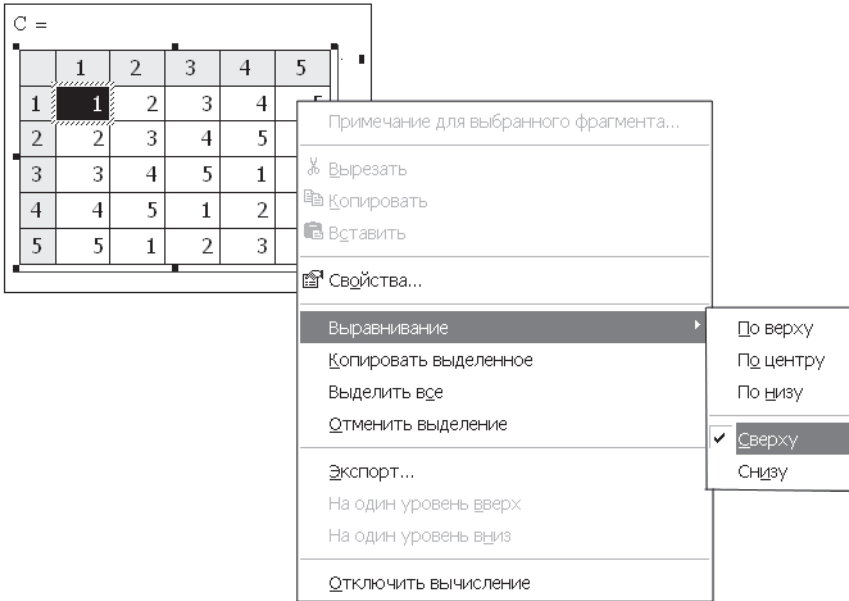 C =
1 2 3 4 5
1 1 2 3 4 5
2 2 3 4 5
3 3 4 5 1
4 4 5 1 2
5 5 1 2 3
Примечание для выбранного фрагмента...
Вырезать
Копировать
Вставить
Свойства...
Выравнивание
Копировать выделенное
Выделить все
Отменить выделение
Экспорт...
На один уровень вверх
На один уровень вниз
Отключить вычисление
По верху
По центру
По низу
Сверху
Снизу